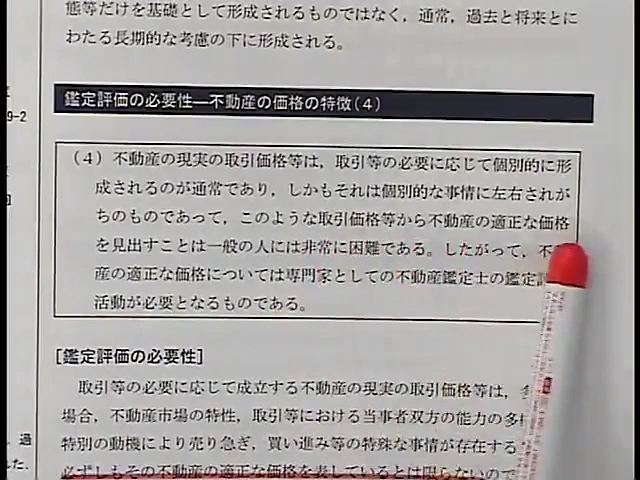 態等だけを基礎として形成されるものではなく，通常，過去と将来とに
わたる長期的な考慮の下に形成される。
9-2
鑑定評価の必要性―不動産の価格の特徴（４）
（４）不動産の現実の取引価格等は，取引等の必要に応じて個別的に形
成されるのが通常であり，しかもそれは個別的な事情に左右されが
ちのものであって，このような取引価格等から不動産の適正な価格
を見出すことは一般の人には非常に困難である。したがって，不
産の適正な価格については専門家としての不動産鑑定士の鑑定
活動が必要となるものである。
［鑑定評価の必要性］
取引等の必要に応じて成立する不動産の現実の取引価格等は，
場合，不動産市場の特性，取引等における当事者双方の能力の多
，過
特別の動機により売り急ぎ，買い進み等の特殊な事情が存在する
れた．
必ずしもその不動産の適正な価格を表しているとは限らないので